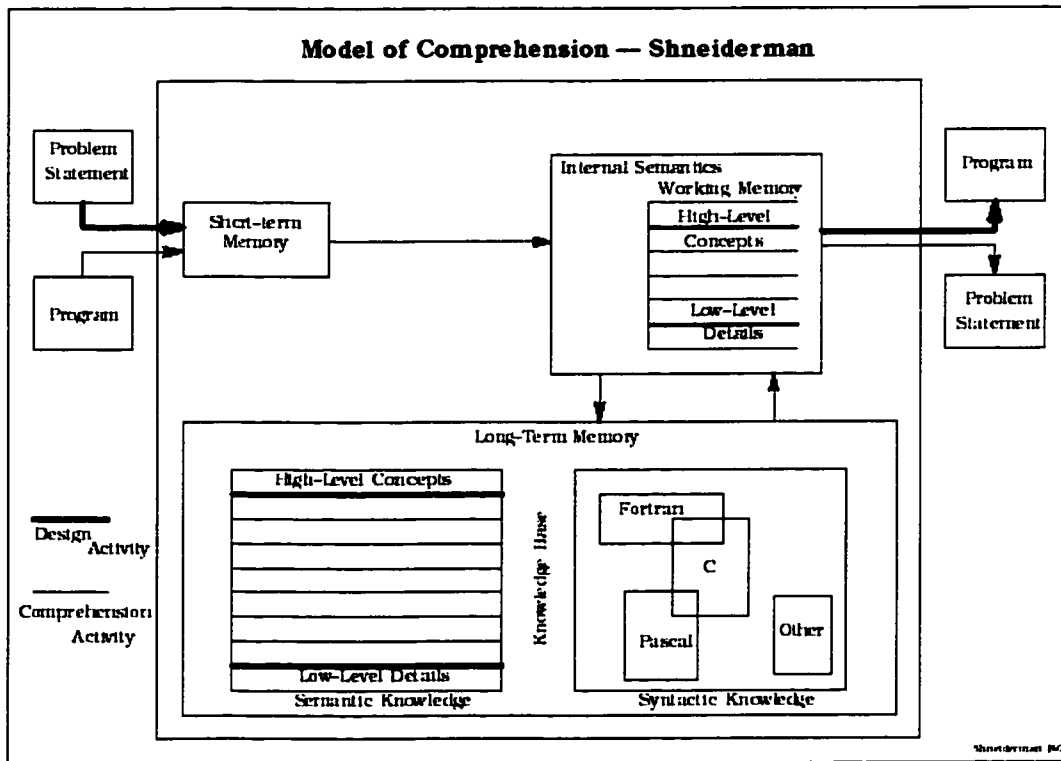 Model of Comprehension — Shneiderman
Problem
Statement
Program
Short-term
Memory
Internal Semantics
Working Memory
High-Level
Concepts
Low-Level
Details
Program
Problem
Statement
Long-Term Memory
High-Level Concepts
Low-Level Details
Semantic Knowledge
Knowledge Base
Fortran
C
Pascal
Other
Syntactic Knowledge
Design
Activity
Comprehension
Activity
Shneiderman